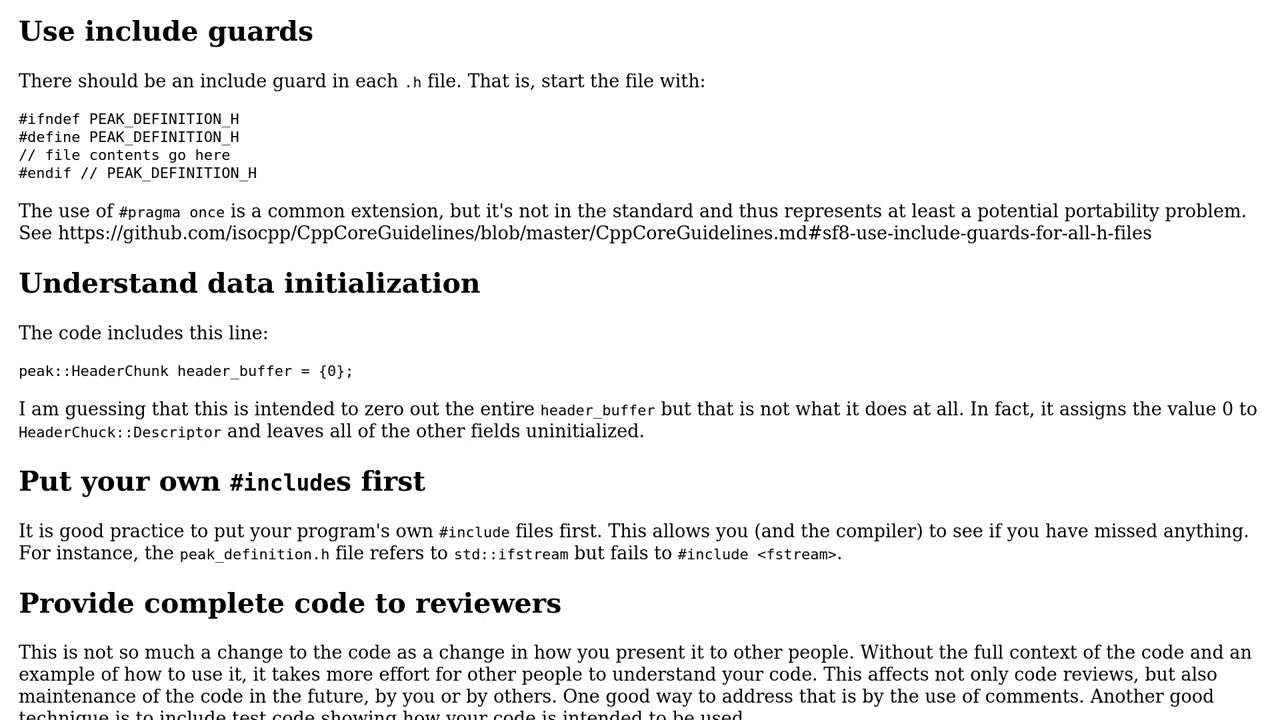 Use include guards
There should be an include guard in each .h file. That is, start the file with:
#ifndef PEAK_DEFINITION_H
#define PEAK_DEFINITION_H
// file contents go here
#endif // PEAK_DEFINITION_H
The use of #pragma once is a common extension, but it's not in the standard and thus represents at least a potential portability problem.
See https://github.com/isocpp/CppCoreGuidelines/blob/master/CppCoreGuidelines.md#sf8-use-include-guards-for-all-h-files
Understand data initialization
The code includes this line:
peak::HeaderChunk header_buffer = {0};
I am guessing that this is intended to zero out the entire header_buffer but that is not what it does at all. In fact, it assigns the value 0 to
HeaderChuck::Descriptor and leaves all of the other fields uninitialized.
Put your own #includes first
It is good practice to put your program's own #include files first. This allows you (and the compiler) to see if you have missed anything.
For instance, the peak_definition.h file refers to std::ifstream but fails to #include <fstream>.
Provide complete code to reviewers
This is not so much a change to the code as a change in how you present it to other people. Without the full context of the code and an
example of how to use it, it takes more effort for other people to understand your code. This affects not only code reviews, but also
maintenance of the code in the future, by you or by others. One good way to address that is by the use of comments. Another good
technique is to include test code showing how your code is intended to be used.